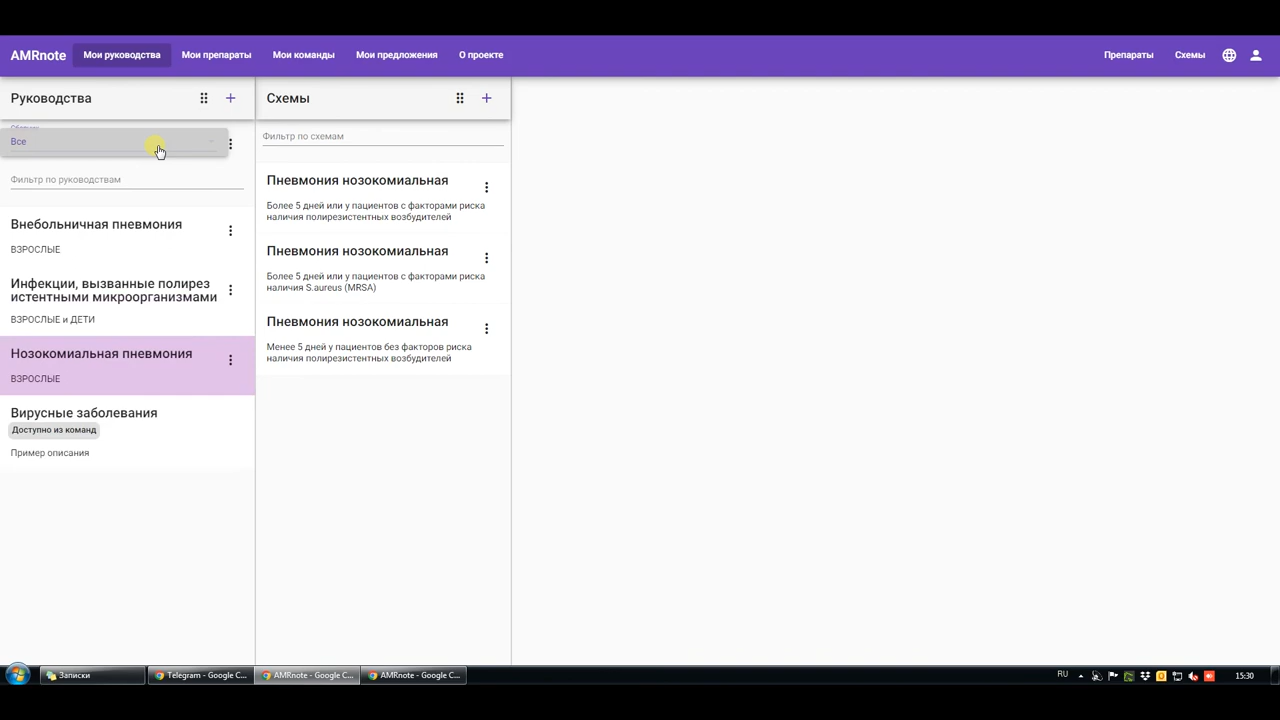 AMRnote Мои руководства Мои препараты Мои команды Мои предложения О проекте Препараты Схемы
Руководства
Сборник
Все
Фильтр по руководствам
Внебольничная пневмония
ВЗРОСЛЫЕ
Инфекции, вызванные полирез
истентными микроорганизмами
ВЗРОСЛЫЕ и ДЕТИ
Нозокомиальная пневмония
ВЗРОСЛЫЕ
Вирусные заболевания
Доступно из команд
Пример описания
Схемы
Фильтр по схемам
Пневмония нозокомиальная
Более 5 дней или у пациентов с факторами риска
наличия полирезистентных возбудителей
Пневмония нозокомиальная
Более 5 дней или у пациентов с факторами риска
наличия S.aureus (MRSA)
Пневмония нозокомиальная
Менее 5 дней у пациентов без факторов риска
наличия полирезистентных возбудителей
Записки Telegram - Google C... AMRnote - Google C... AMRnote - Google C... RU 15:30